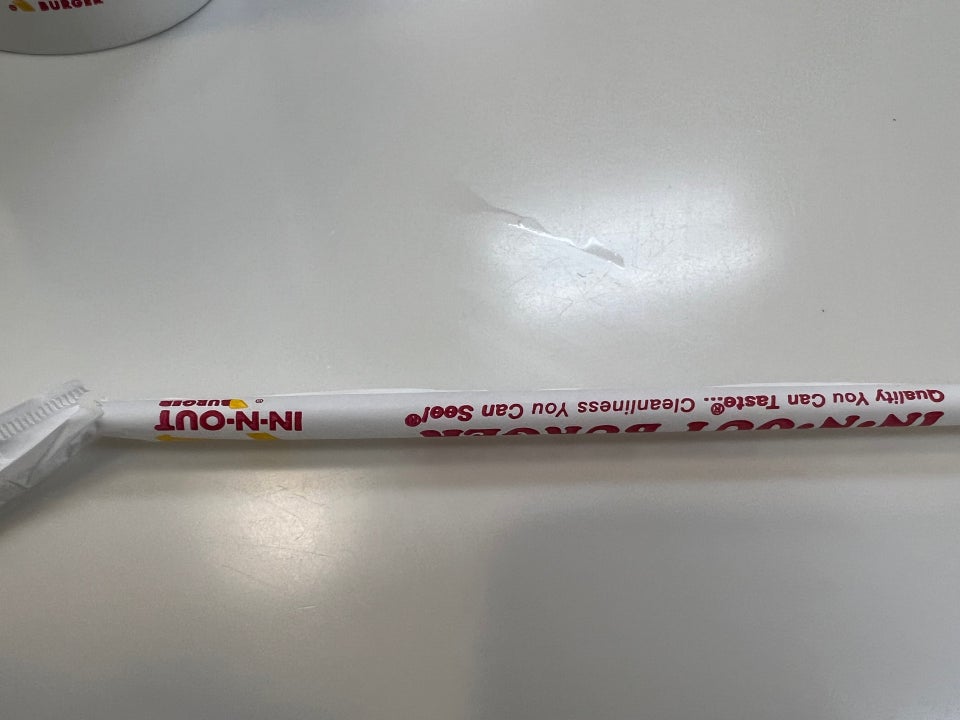 BURGER
Quality You Can Taste...® Cleanliness You Can See!®
IN-N-OUT BURGER
IN-N-OUT
BURGER®